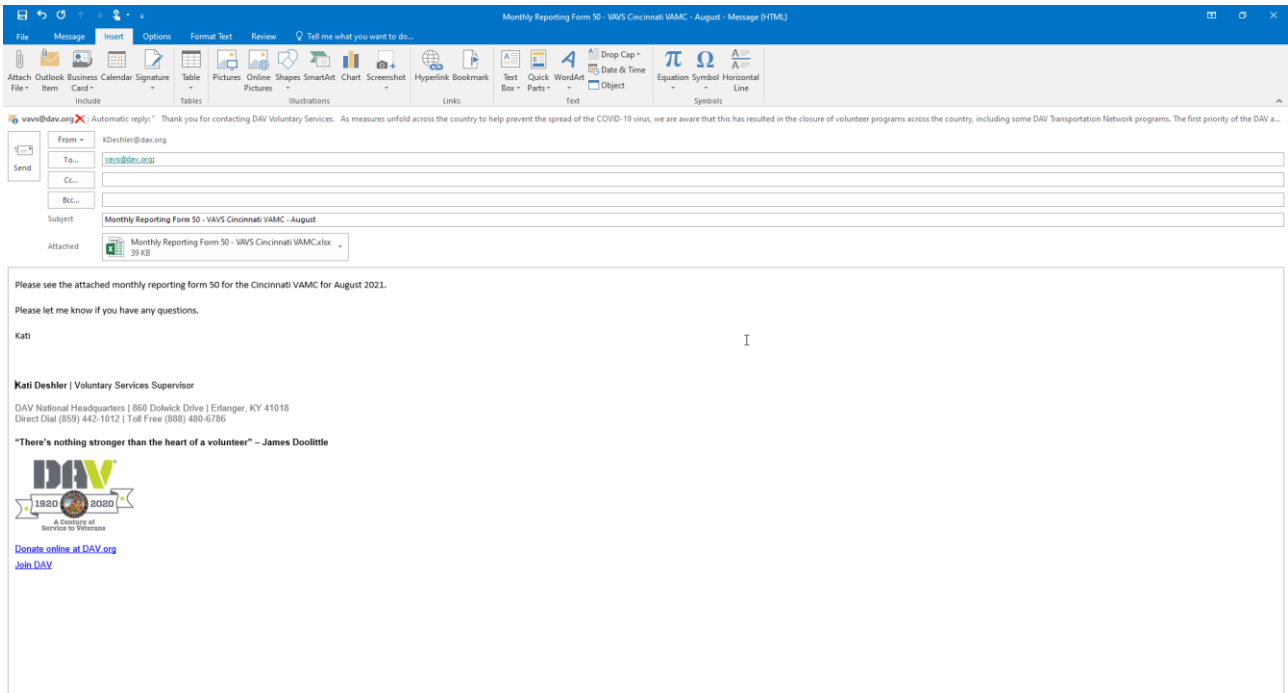 Monthly Reporting Form 50 - VAVS Cincinnati VAMC - August - Message (HTML)
File Message Insert Options Format Text Review Tell me what you want to do...
Attach File Outlook Item Business Card Calendar Signature Table Pictures Online Pictures Shapes SmartArt Chart Screenshot Hyperlink Bookmark Text Box Quick Parts WordArt Drop Cap Date & Time Object Equation Symbol Horizontal Line
Include Tables Illustrations Links Text Symbols
vavs@dav.org : Automatic reply: " Thank you for contacting DAV Voluntary Services. As measures unfold across the country to help prevent the spread of the COVID-19 virus, we are aware that this has resulted in the closure of volunteer programs across the country, including some DAV Transportation Network programs. The first priority of the DAV a...
Send
From KDeshler@dav.org
To... vavs@dav.org;
Cc...
Bcc...
Subject Monthly Reporting Form 50 - VAVS Cincinnati VAMC - August
Attached Monthly Reporting Form 50 - VAVS Cincinnati VAMC.xlsx
39 KB
Please see the attached monthly reporting form 50 for the Cincinnati VAMC for August 2021.
Please let me know if you have any questions.
Kati
Kati Deshler | Voluntary Services Supervisor
DAV National Headquarters | 860 Dolwick Drive | Erlanger, KY 41018
Direct Dial (859) 442-1012 | Toll Free (888) 480-6786
“There's nothing stronger than the heart of a volunteer” – James Doolittle
DAV
1920 2020
A Century of
Service to Veterans
Donate online at DAV.org
Join DAV